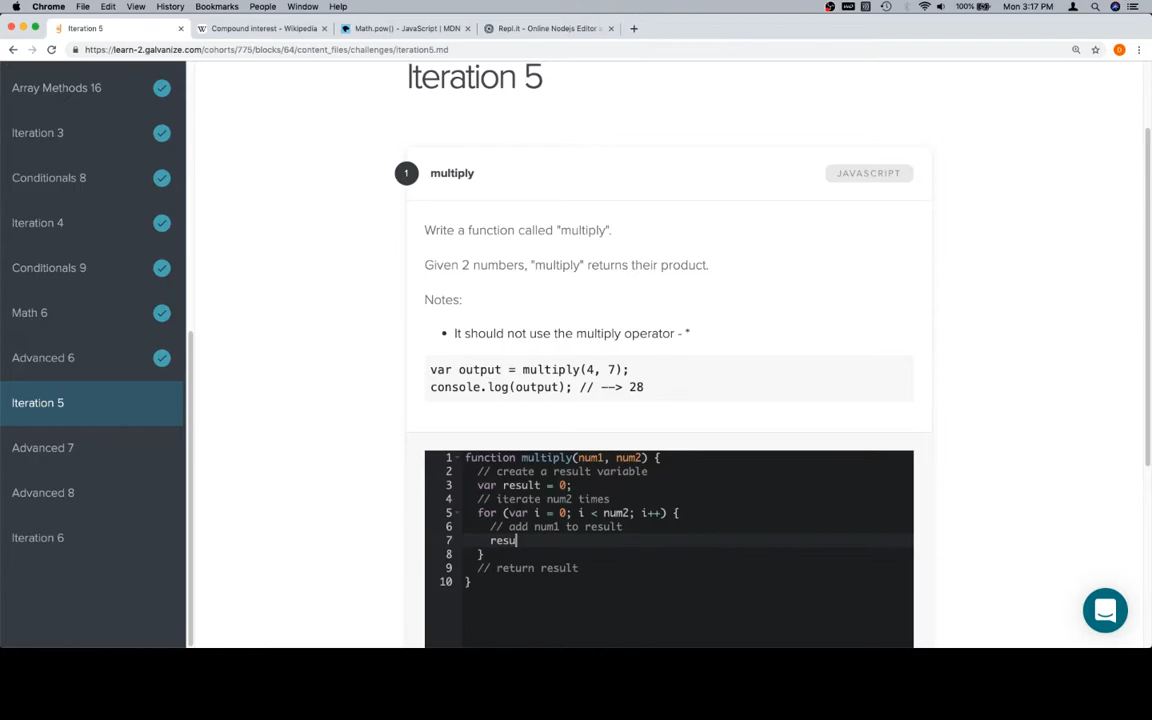 Chrome File Edit View History Bookmarks People Window Help 100% Mon 3:17 PM
Iteration 5 Compound interest - Wikipedia Math.pow() - JavaScript | MDN Repl.it - Online Nodejs Editor a
https://learn-2.galvanize.com/cohorts/775/blocks/64/content_files/challenges/iteration5.md
Array Methods 16
Iteration 3
Conditionals 8
Iteration 4
Conditionals 9
Math 6
Advanced 6
Iteration 5
Advanced 7
Advanced 8
Iteration 6
Iteration 5
1 multiply JAVASCRIPT
Write a function called "multiply".
Given 2 numbers, "multiply" returns their product.
Notes:
• It should not use the multiply operator - *
var output = multiply(4, 7);
console.log(output); // --> 28
1 function multiply(num1, num2) {
2 // create a result variable
3 var result = 0;
4 // iterate num2 times
5 for (var i = 0; i < num2; i++) {
6 // add num1 to result
7 resu
8 }
9 // return result
10 }